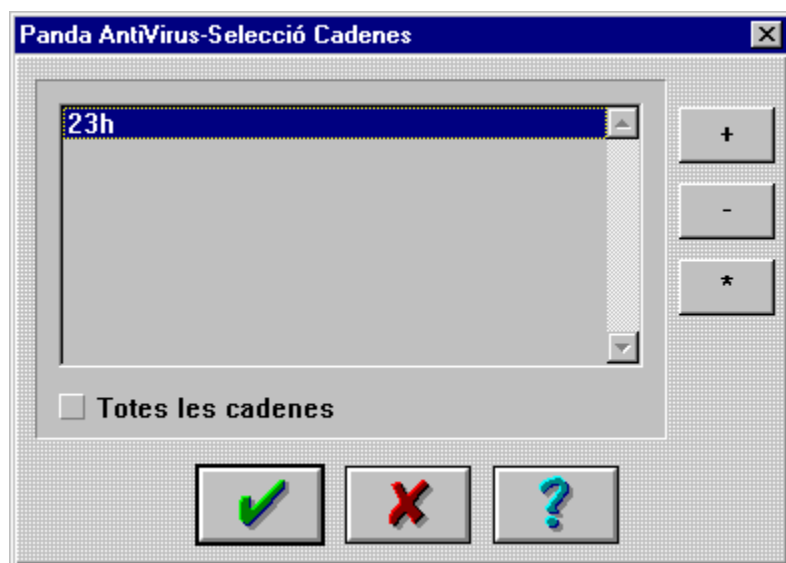 Panda AntiVirus-Selecció Cadenes
23h
+
-
*
Totes les cadenes
?